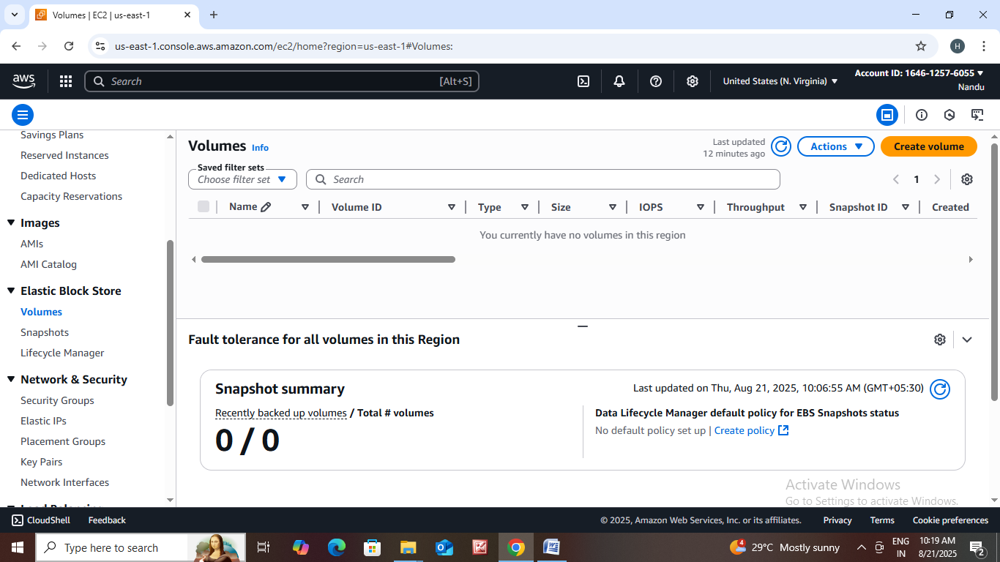 Volumes | EC2 | us-east-1
us-east-1.console.aws.amazon.com/ec2/home?region=us-east-1#Volumes:
H
aws
Search
[Alt+S]
United States (N. Virginia)
Account ID: 1646-1257-6055
Nandu
Savings Plans
Reserved Instances
Dedicated Hosts
Capacity Reservations
Images
AMIs
AMI Catalog
Elastic Block Store
Volumes
Snapshots
Lifecycle Manager
Network & Security
Security Groups
Elastic IPs
Placement Groups
Key Pairs
Network Interfaces
Load Balancing
Volumes Info
Last updated
12 minutes ago
Actions
Create volume
Saved filter sets
Choose filter set
Search
1
Name Volume ID Type Size IOPS Throughput Snapshot ID Created
You currently have no volumes in this region
Fault tolerance for all volumes in this Region
Snapshot summary
Last updated on Thu, Aug 21, 2025, 10:06:55 AM (GMT+05:30)
Recently backed up volumes / Total # volumes
0 / 0
Data Lifecycle Manager default policy for EBS Snapshots status
No default policy set up | Create policy
Activate Windows
Go to Settings to activate Windows.
CloudShell
Feedback
© 2025, Amazon Web Services, Inc. or its affiliates.
Privacy
Terms
Cookie preferences
Type here to search
4
29°C Mostly sunny
ENG
IN
10:19 AM
8/21/2025
2